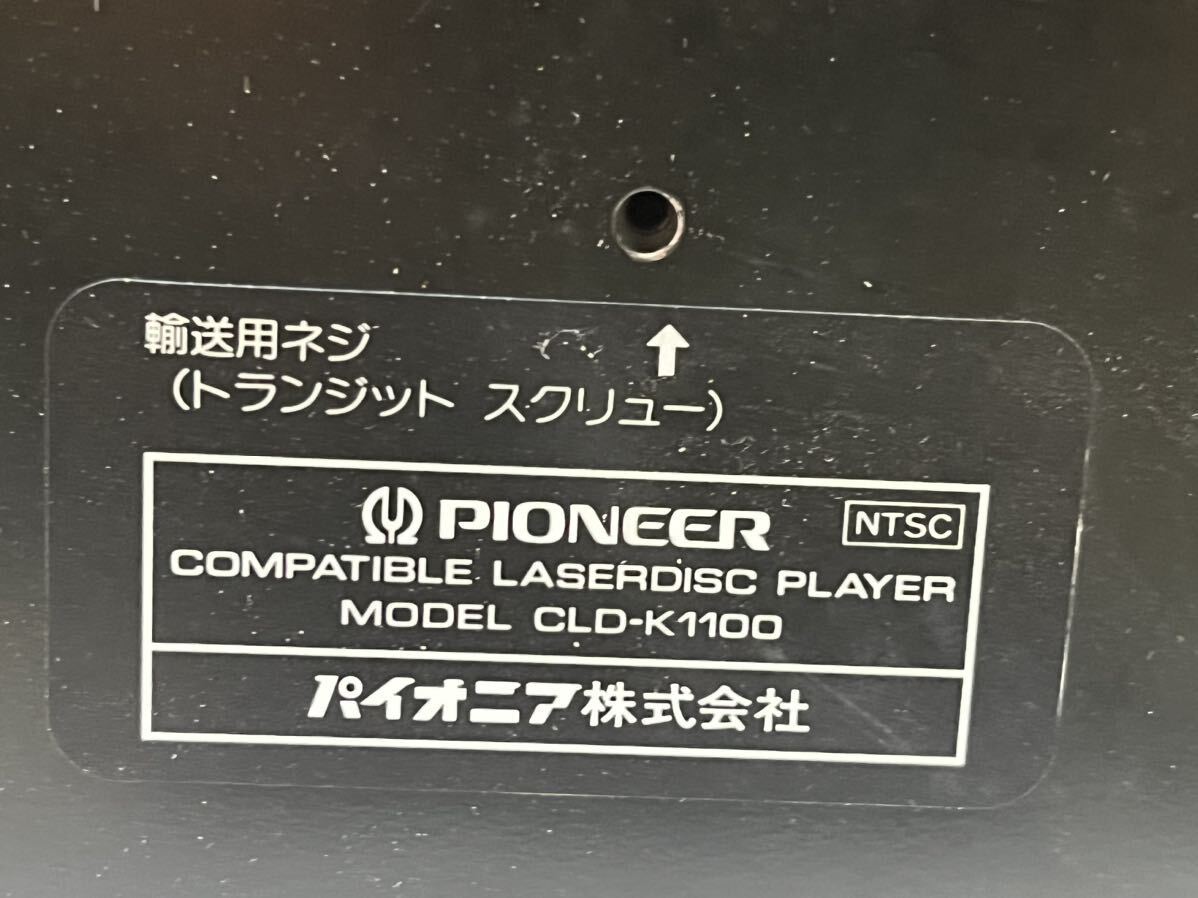 輸送用ネジ
(トランジット スクリュー)
PIONEER NTSC
COMPATIBLE LASERDISC PLAYER
MODEL CLD-K1100
パイオニア株式会社